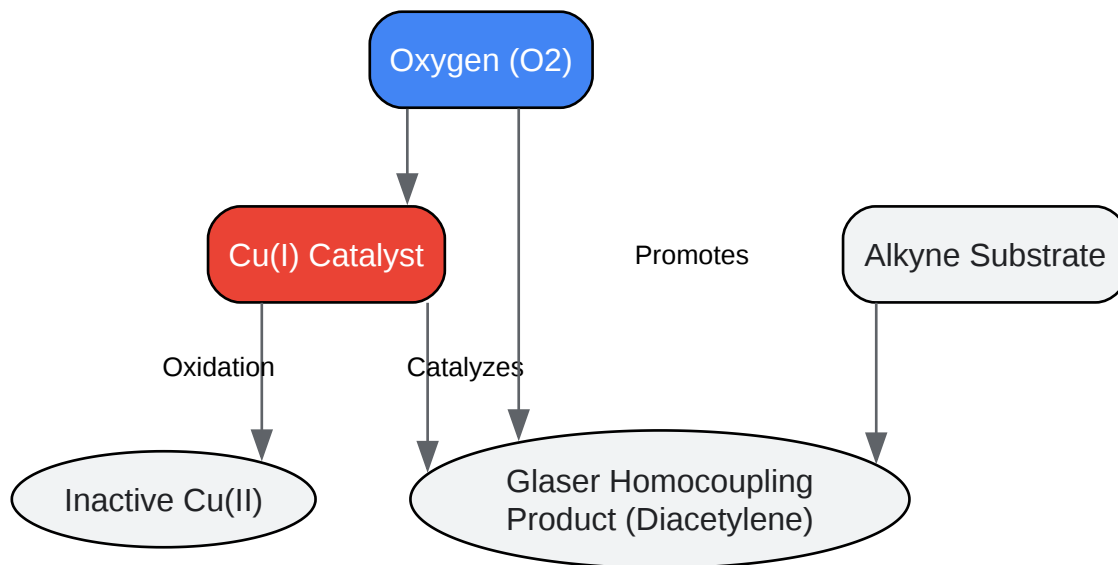 Oxygen (O2)
Cu(I) Catalyst
Promotes
Alkyne Substrate
Oxidation
Catalyzes
Inactive Cu(II)
Glaser Homocoupling
Product (Diacetylene)